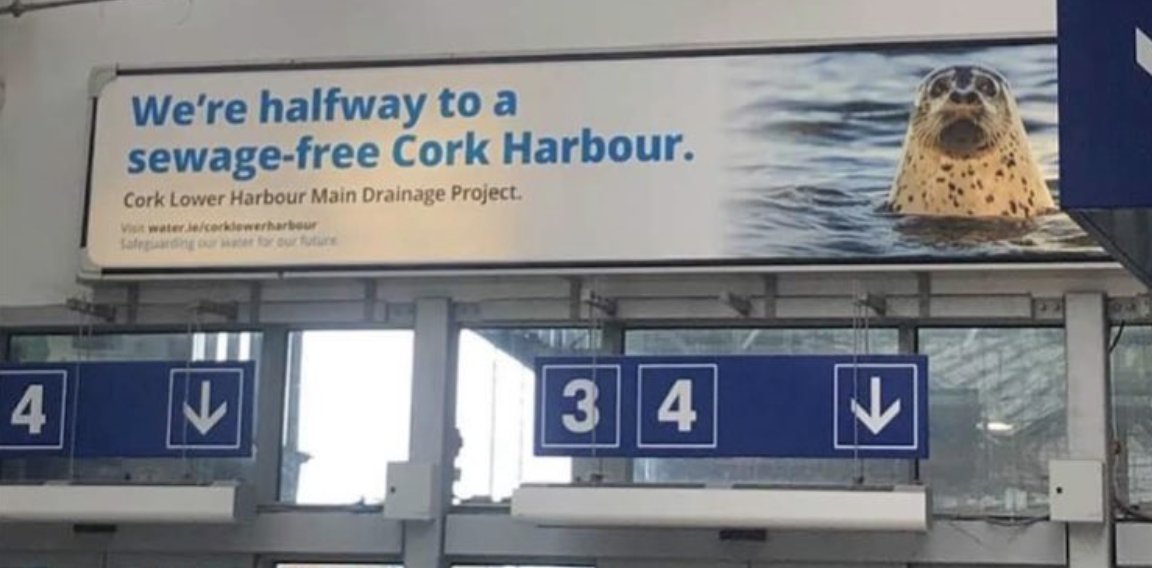 We're halfway to a
sewage-free Cork Harbour.
Cork Lower Harbour Main Drainage Project.
Visit water.ie/corklowerharbour
Safeguarding our water for our future.
4 ↓
3 4 ↓